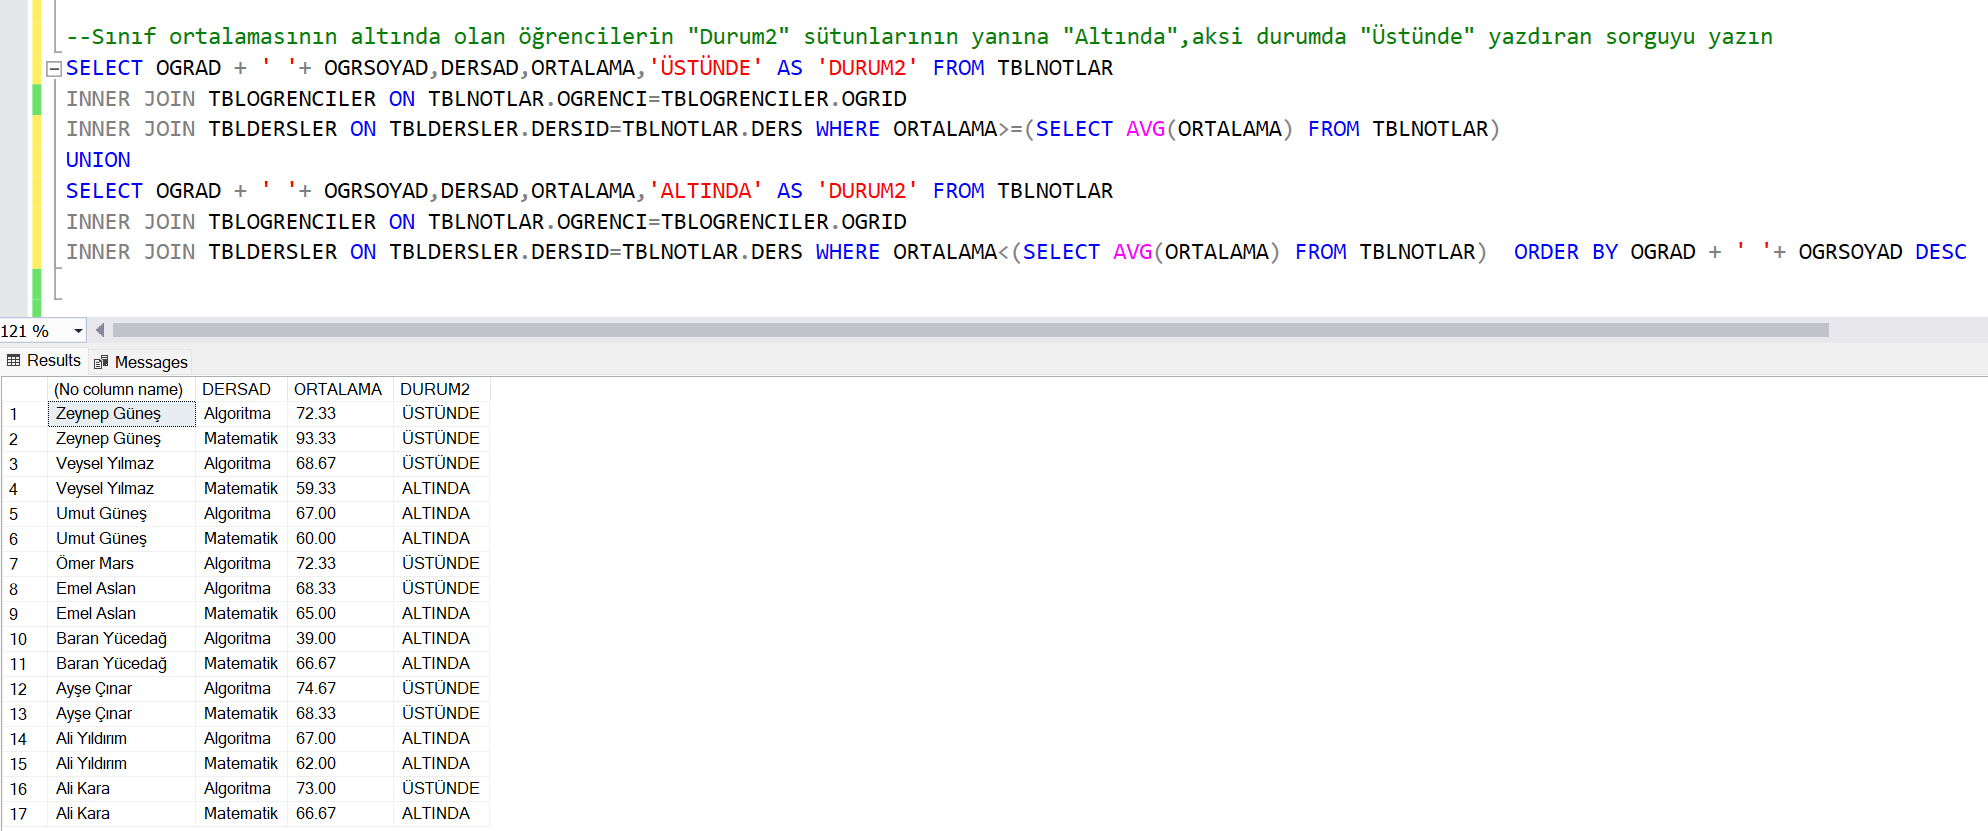 --Sınıf ortalamasının altında olan öğrencilerin "Durum2" sütunlarının yanına "Altında",aksi durumda "Üstünde" yazdıran sorguyu yazın
SELECT OGRAD + ' '+ OGRSOYAD,DERSAD,ORTALAMA,'ÜSTÜNDE' AS 'DURUM2' FROM TBLNOTLAR
INNER JOIN TBLOGRENCILER ON TBLNOTLAR.OGRENCI=TBLOGRENCILER.OGRID
INNER JOIN TBLDERSLER ON TBLDERSLER.DERSID=TBLNOTLAR.DERS WHERE ORTALAMA>=(SELECT AVG(ORTALAMA) FROM TBLNOTLAR)
UNION
SELECT OGRAD + ' '+ OGRSOYAD,DERSAD,ORTALAMA,'ALTINDA' AS 'DURUM2' FROM TBLNOTLAR
INNER JOIN TBLOGRENCILER ON TBLNOTLAR.OGRENCI=TBLOGRENCILER.OGRID
INNER JOIN TBLDERSLER ON TBLDERSLER.DERSID=TBLNOTLAR.DERS WHERE ORTALAMA<(SELECT AVG(ORTALAMA) FROM TBLNOTLAR)  ORDER BY OGRAD + ' '+ OGRSOYAD DESC
121 %
Results Messages
(No column name) DERSAD ORTALAMA DURUM2
1 Zeynep Güneş Algoritma 72.33 ÜSTÜNDE
2 Zeynep Güneş Matematik 93.33 ÜSTÜNDE
3 Veysel Yılmaz Algoritma 68.67 ÜSTÜNDE
4 Veysel Yılmaz Matematik 59.33 ALTINDA
5 Umut Güneş Algoritma 67.00 ALTINDA
6 Umut Güneş Matematik 60.00 ALTINDA
7 Ömer Mars Algoritma 72.33 ÜSTÜNDE
8 Emel Aslan Algoritma 68.33 ÜSTÜNDE
9 Emel Aslan Matematik 65.00 ALTINDA
10 Baran Yücedağ Algoritma 39.00 ALTINDA
11 Baran Yücedağ Matematik 66.67 ALTINDA
12 Ayşe Çınar Algoritma 74.67 ÜSTÜNDE
13 Ayşe Çınar Matematik 68.33 ÜSTÜNDE
14 Ali Yıldırım Algoritma 67.00 ALTINDA
15 Ali Yıldırım Matematik 62.00 ALTINDA
16 Ali Kara Algoritma 73.00 ÜSTÜNDE
17 Ali Kara Matematik 66.67 ALTINDA